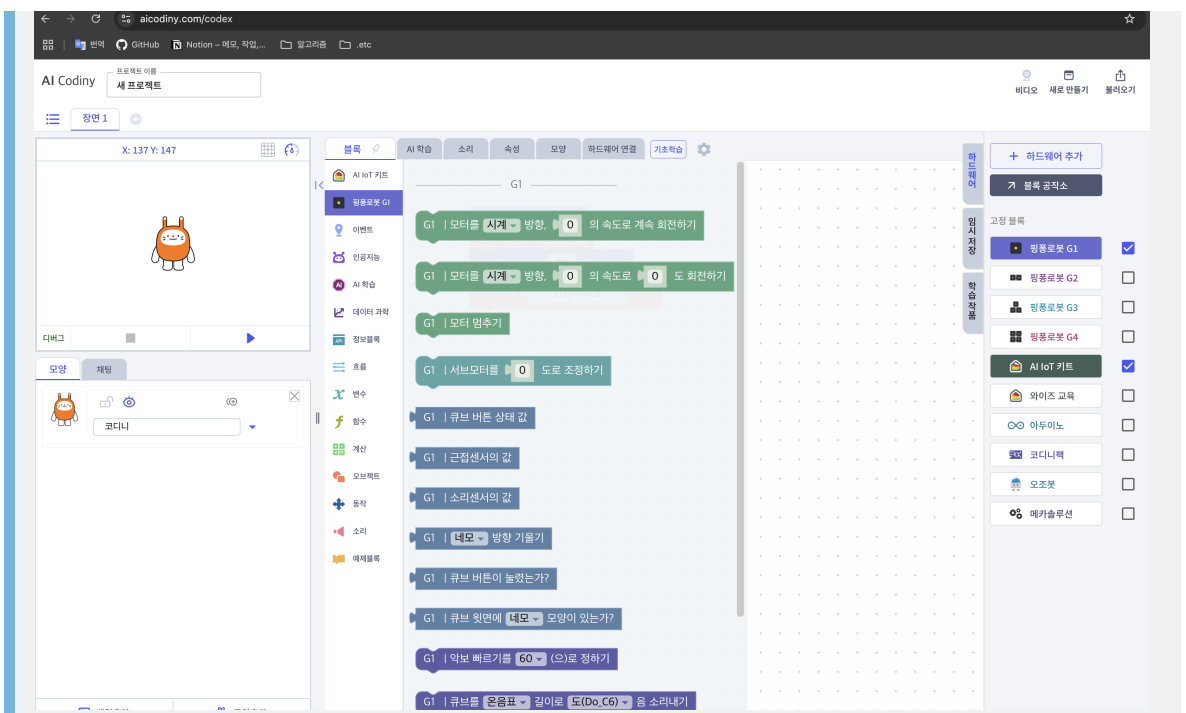 aicodiny.com/codex
번역 GitHub Notion – 메모, 작업,... 알고리즘 .etc
AI Codiny
프로젝트 이름
새 프로젝트
비디오 새로 만들기 불러오기
장면 1
X: 137 Y: 147
블록 AI 학습 소리 속성 모양 하드웨어 연결 기초학습
디버그
모양 채팅
코디니
AI IoT 키트
핑퐁로봇 G1
이벤트
인공지능
AI 학습
데이터 과학
정보블록
흐름
변수
함수
계산
오브젝트
동작
소리
예제블록
G1
G1 | 모터를 시계 방향, 0 의 속도로 계속 회전하기
G1 | 모터를 시계 방향, 0 의 속도로 0 도 회전하기
G1 | 모터 멈추기
G1 | 서보모터를 0 도로 조정하기
G1 | 큐브 버튼 상태 값
G1 | 근접센서의 값
G1 | 소리센서의 값
G1 | 네모 방향 기울기
G1 | 큐브 버튼이 눌렸는가?
G1 | 큐브 윗면에 네모 모양이 있는가?
G1 | 악보 빠르기를 60 (으)로 정하기
G1 | 큐브를 온음표 길이로 도(Do_C6) 음 소리내기
하드웨어
임시저장
학습작품
+ 하드웨어 추가
블록 공작소
고정 블록
핑퐁로봇 G1
핑퐁로봇 G2
핑퐁로봇 G3
핑퐁로봇 G4
AI IoT 키트
와이즈 교육
아두이노
코디니팩
오조봇
메카솔루션